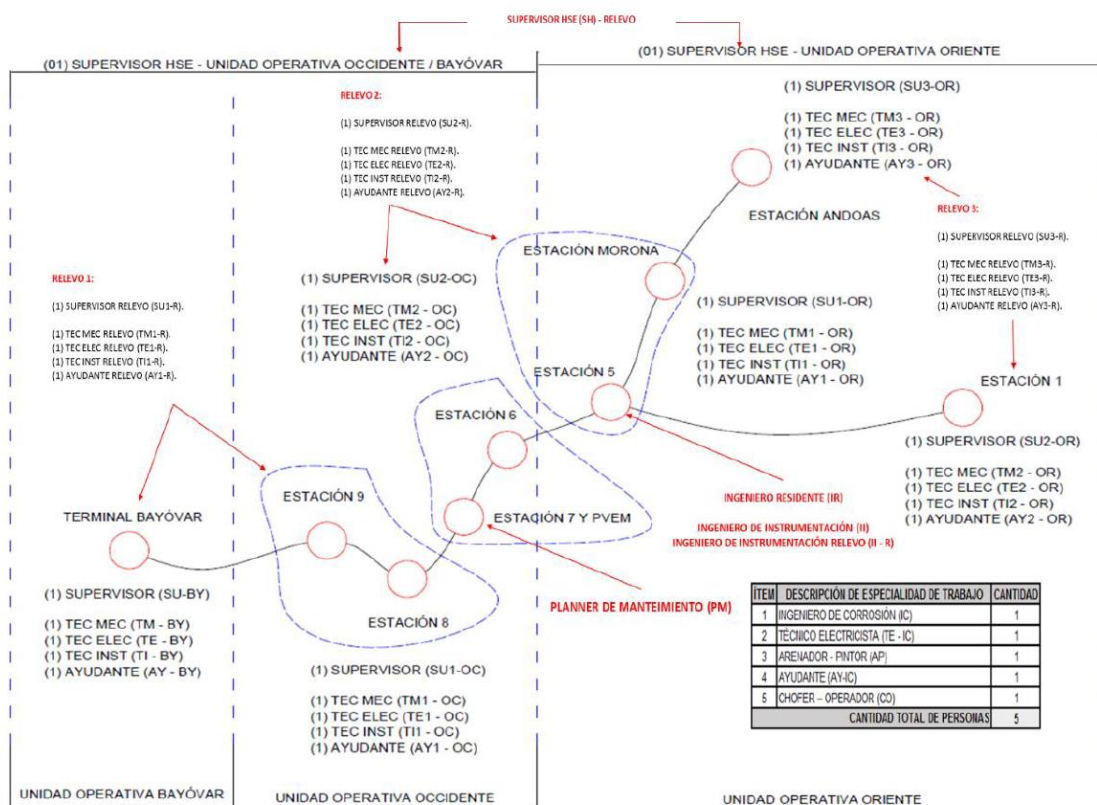 SUPERVISOR HSE (SH) - RELEVO
(01) SUPERVISOR HSE - UNIDAD OPERATIVA OCCIDENTE / BAYÓVAR
(01) SUPERVISOR HSE - UNIDAD OPERATIVA ORIENTE
RELEVO 2:
(1) SUPERVISOR RELEVO (SU2-R).
(1) TEC MEC RELEVO (TM2-R).
(1) TEC ELEC RELEVO (TE2-R).
(1) TEC INST RELEVO (TI2-R).
(1) AYUDANTE RELEVO (AY2-R).
(1) SUPERVISOR (SU3-OR)
(1) TEC MEC (TM3 - OR)
(1) TEC ELEC (TE3 - OR)
(1) TEC INST (TI3 - OR)
(1) AYUDANTE (AY3 - OR)
ESTACIÓN ANDOAS
RELEVO 3:
(1) SUPERVISOR RELEVO (SU3-R).
(1) TEC MEC RELEVO (TM3-R).
(1) TEC ELEC RELEVO (TE3-R).
(1) TEC INST RELEVO (TI3-R).
(1) AYUDANTE RELEVO (AY3-R).
ESTACIÓN MORONA
RELEVO 1:
(1) SUPERVISOR RELEVO (SU1-R).
(1) TEC MEC RELEVO (TM1-R).
(1) TEC ELEC RELEVO (TE1-R).
(1) TEC INST RELEVO (TI1-R).
(1) AYUDANTE RELEVO (AY1-R).
(1) SUPERVISOR (SU2-OC)
(1) TEC MEC (TM2 - OC)
(1) TEC ELEC (TE2 - OC)
(1) TEC INST (TI2 - OC)
(1) AYUDANTE (AY2 - OC)
(1) SUPERVISOR (SU1-OR)
(1) TEC MEC (TM1 - OR)
(1) TEC ELEC (TE1 - OR)
(1) TEC INST (TI1 - OR)
(1) AYUDANTE (AY1 - OR)
ESTACIÓN 5
ESTACIÓN 1
ESTACIÓN 6
(1) SUPERVISOR (SU2-OR)
(1) TEC MEC (TM2 - OR)
(1) TEC ELEC (TE2 - OR)
(1) TEC INST (TI2 - OR)
(1) AYUDANTE (AY2 - OR)
INGENIERO RESIDENTE (IR)
INGENIERO DE INSTRUMENTACIÓN (II)
INGENIERO DE INSTRUMENTACIÓN RELEVO (II - R)
ESTACIÓN 9
TERMINAL BAYÓVAR
ESTACIÓN 7 Y PVEM
(1) SUPERVISOR (SU-BY)
(1) TEC MEC (TM - BY)
(1) TEC ELEC (TE - BY)
(1) TEC INST (TI - BY)
(1) AYUDANTE (AY - BY)
ESTACIÓN 8
PLANNER DE MANTEIMIENTO (PM)
(1) SUPERVISOR (SU1-OC)
(1) TEC MEC (TM1 - OC)
(1) TEC ELEC (TE1 - OC)
(1) TEC INST (TI1 - OC)
(1) AYUDANTE (AY1 - OC)
ÍTEM DESCRIPCIÓN DE ESPECIALIDAD DE TRABAJO CANTIDAD
1 INGENIERO DE CORROSIÓN (IC) 1
2 TÉCNICO ELECTRICISTA (TE - IC) 1
3 ARENADOR - PINTOR (AP) 1
4 AYUDANTE (AY-IC) 1
5 CHOFER – OPERADOR (CO) 1
CANTIDAD TOTAL DE PERSONAS 5
UNIDAD OPERATIVA BAYÓVAR
UNIDAD OPERATIVA OCCIDENTE
UNIDAD OPERATIVA ORIENTE